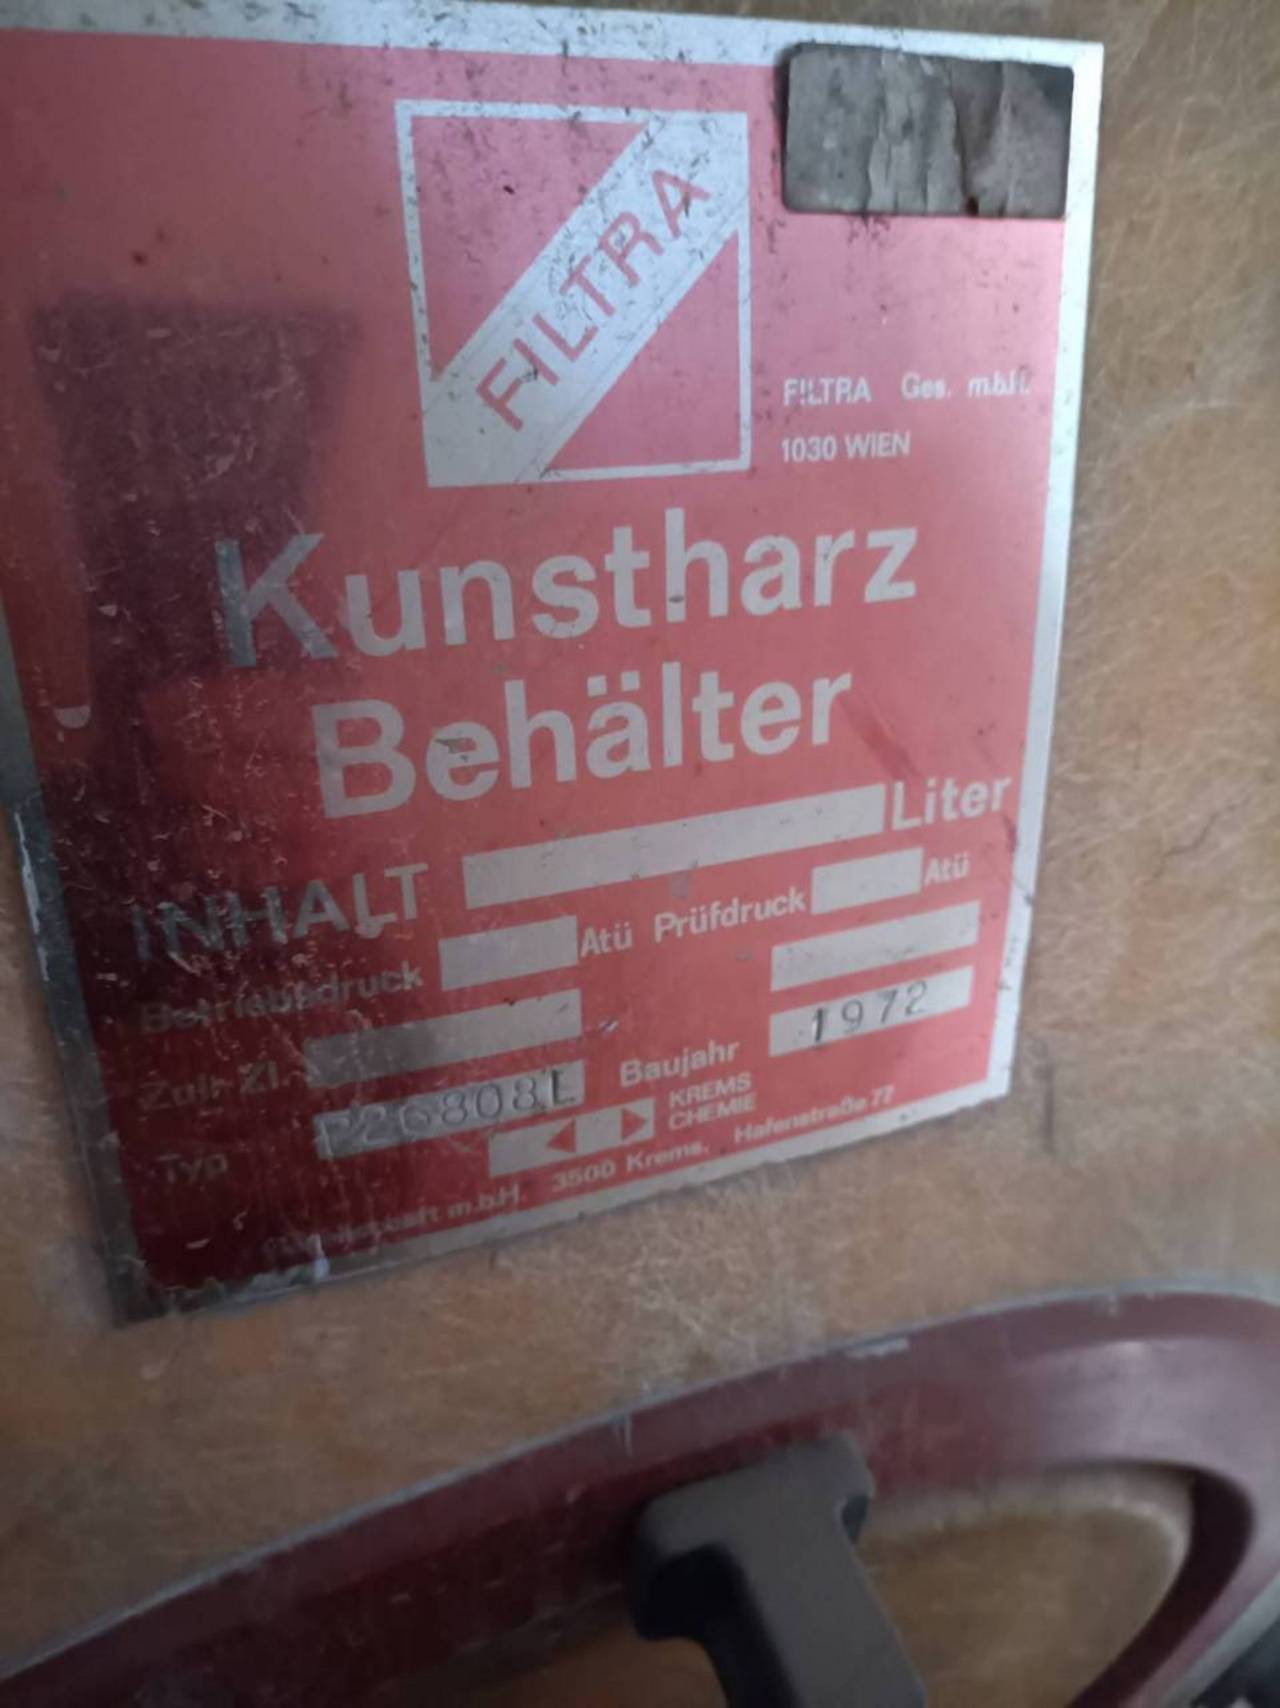 FILTRA
FILTRA Ges. m.b.H.
1030 WIEN
Kunstharz
Behälter
INHALT Liter
Betriebsdruck Atü Prüfdruck Atü
Zul. Zl.
Typ P26808L Baujahr 1972
KREMS
CHEMIE
m.b.H. 3500 Krems, Hafenstraße 77